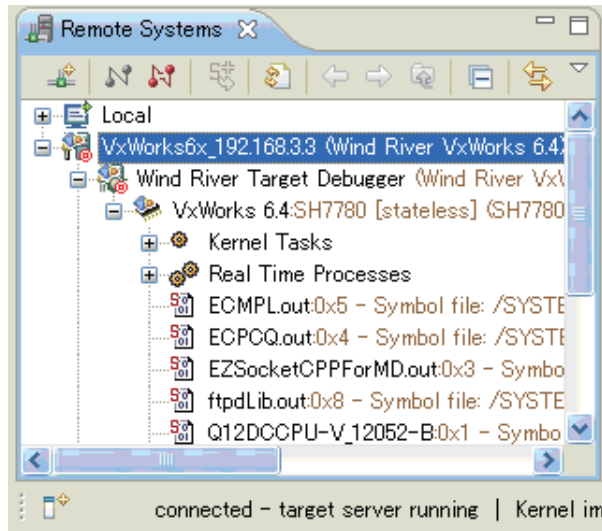 Remote Systems
Local
VxWorks6x_192.168.3.3 (Wind River VxWorks 6.4)
Wind River Target Debugger (Wind River VxW
VxWorks 6.4:SH7780 [stateless] (SH7780
Kernel Tasks
Real Time Processes
ECMPL.out:0x5 - Symbol file: /SYSTE
ECPCQ.out:0x4 - Symbol file: /SYSTE
EZSocketCPPForMD.out:0x3 - Symbo
ftpdLib.out:0x8 - Symbol file: /SYSTE
Q12DCCPU-V_12052-B:0x1 - Symbo
connected - target server running | Kernel im